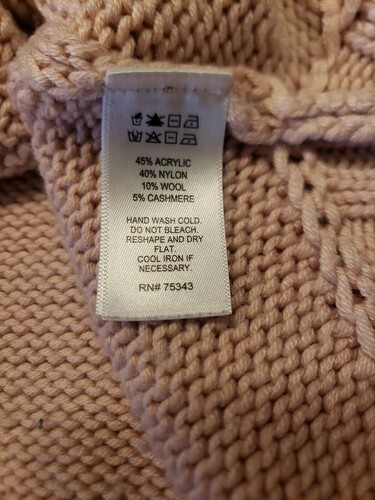 45% ACRYLIC
40% NYLON
10% WOOL
5% CASHMERE
HAND WASH COLD.
DO NOT BLEACH.
RESHAPE AND DRY
FLAT.
COOL IRON IF
NECESSARY.
RN# 75343